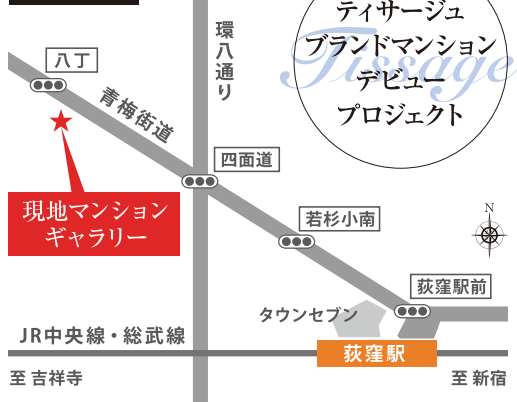 ティサージュ
ブランドマンション
Tissage
デビュー
プロジェクト
八丁
環八通り
青梅街道
四面道
現地マンション
ギャラリー
若杉小南
N
荻窪駅前
タウンセブン
JR中央線・総武線
荻窪駅
至 吉祥寺
至 新宿